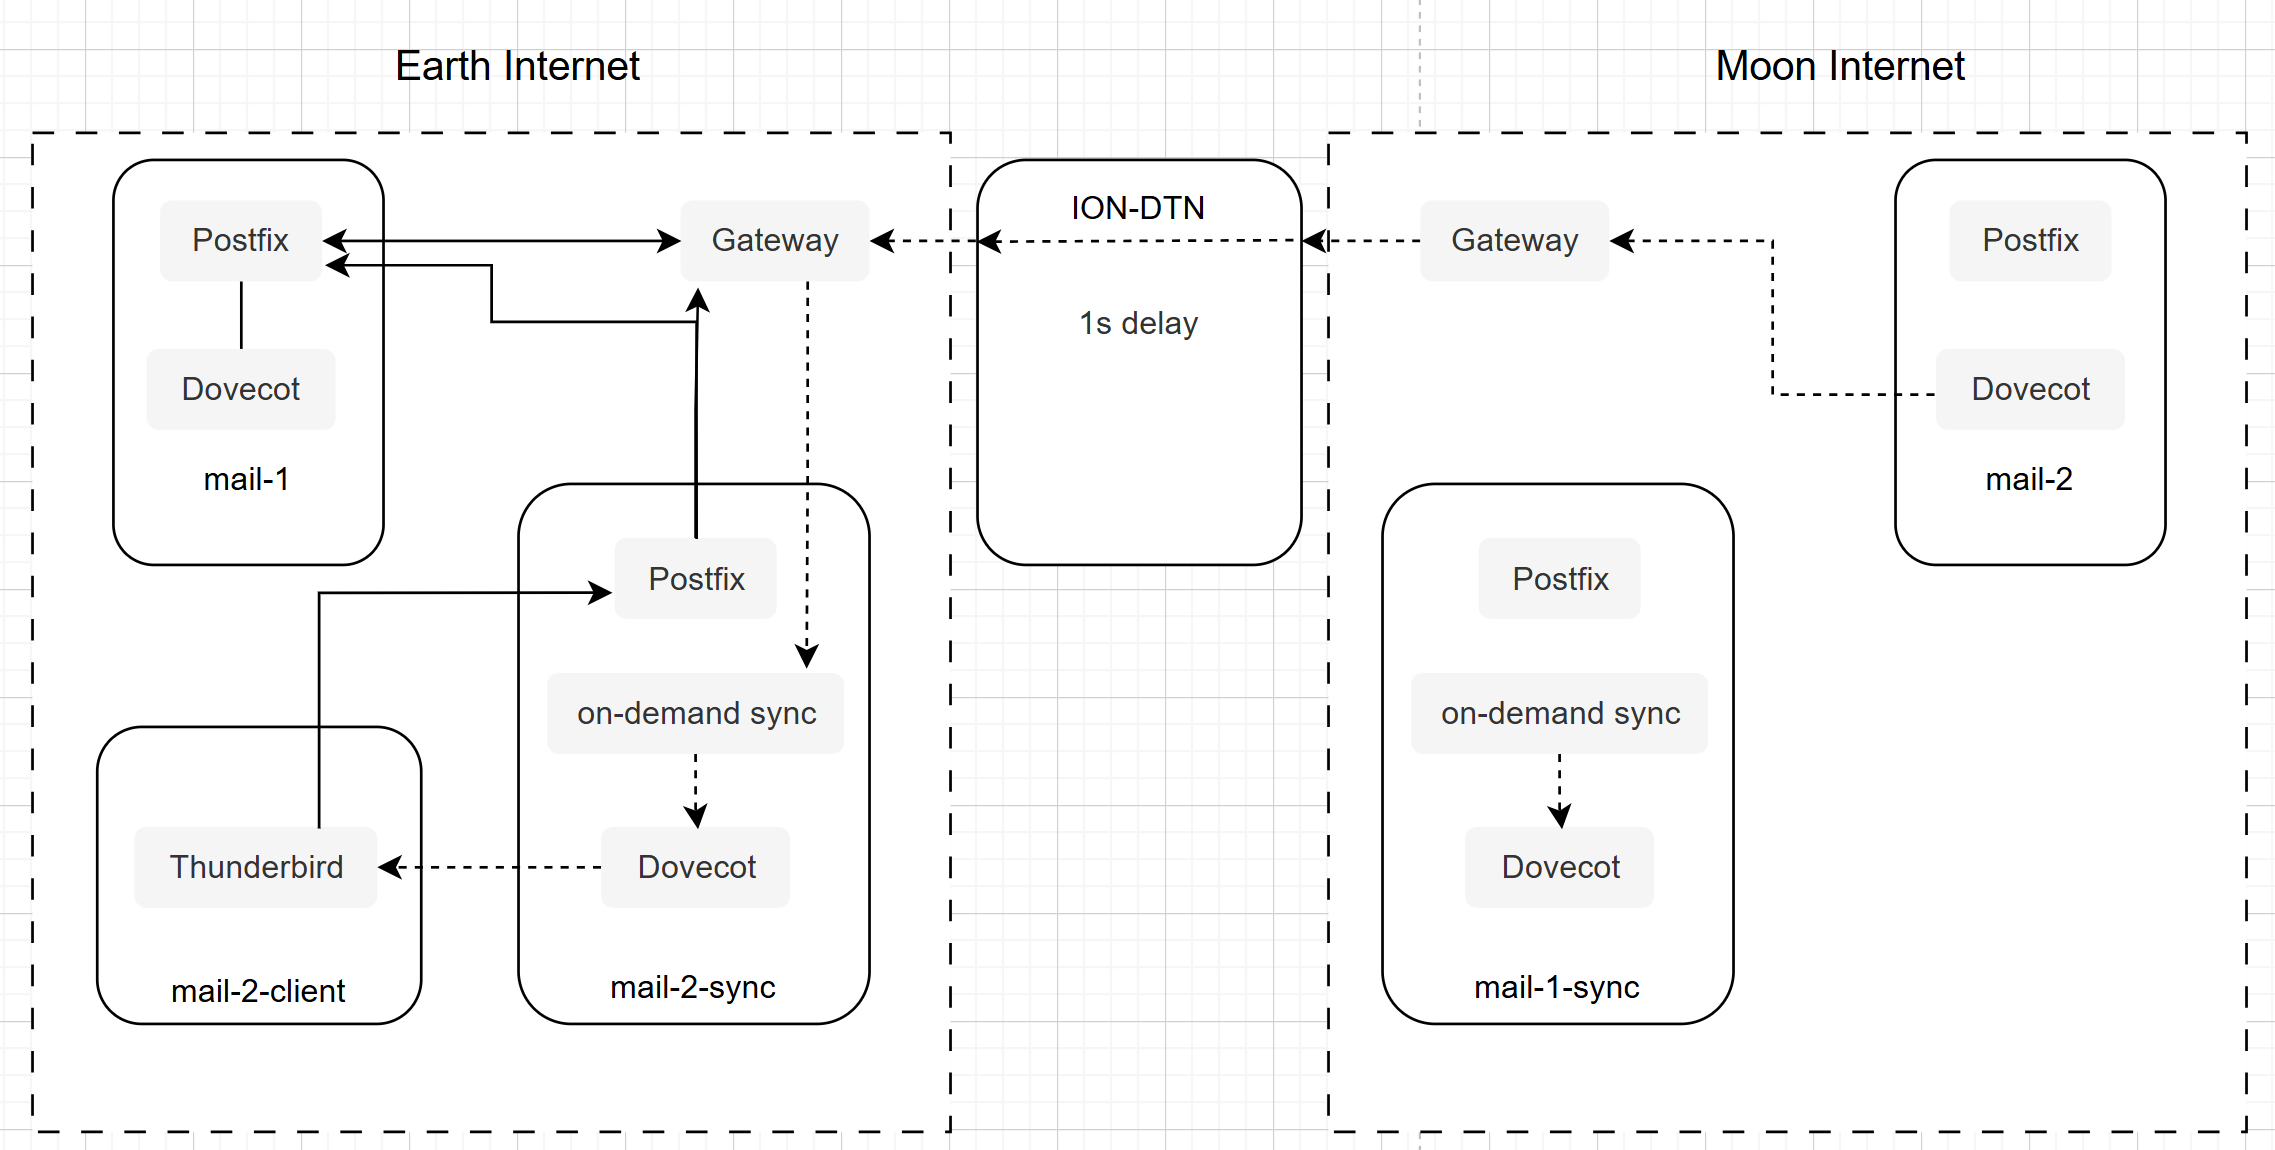 Earth Internet
Moon Internet
Postfix
Dovecot
mail-1
Gateway
ION-DTN
1s delay
Gateway
Postfix
Dovecot
mail-2
Postfix
on-demand sync
Dovecot
mail-2-sync
Thunderbird
mail-2-client
Postfix
on-demand sync
Dovecot
mail-1-sync